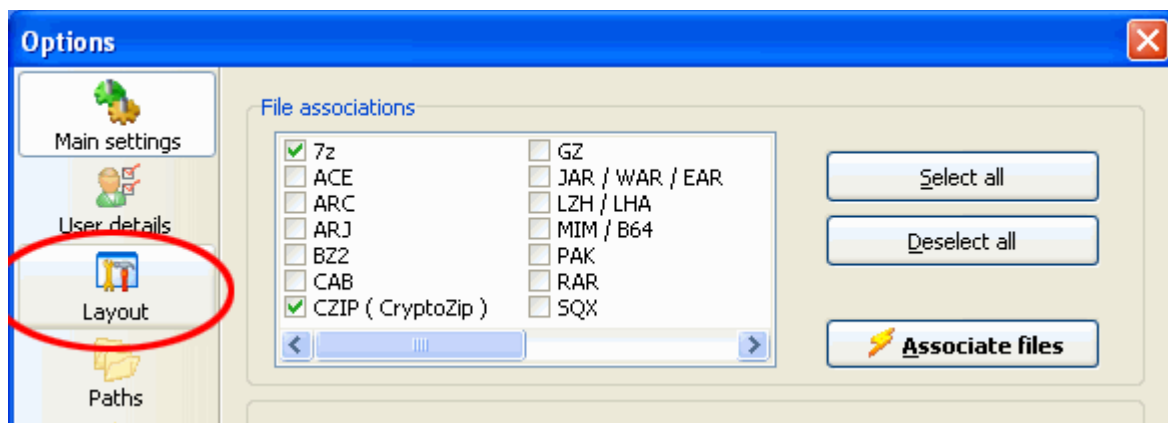 Options
Main settings
User details
Layout
Paths
File associations
7z
ACE
ARC
ARJ
BZ2
CAB
CZIP ( CryptoZip )
GZ
JAR / WAR / EAR
LZH / LHA
MIM / B64
PAK
RAR
SQX
Select all
Deselect all
Associate files